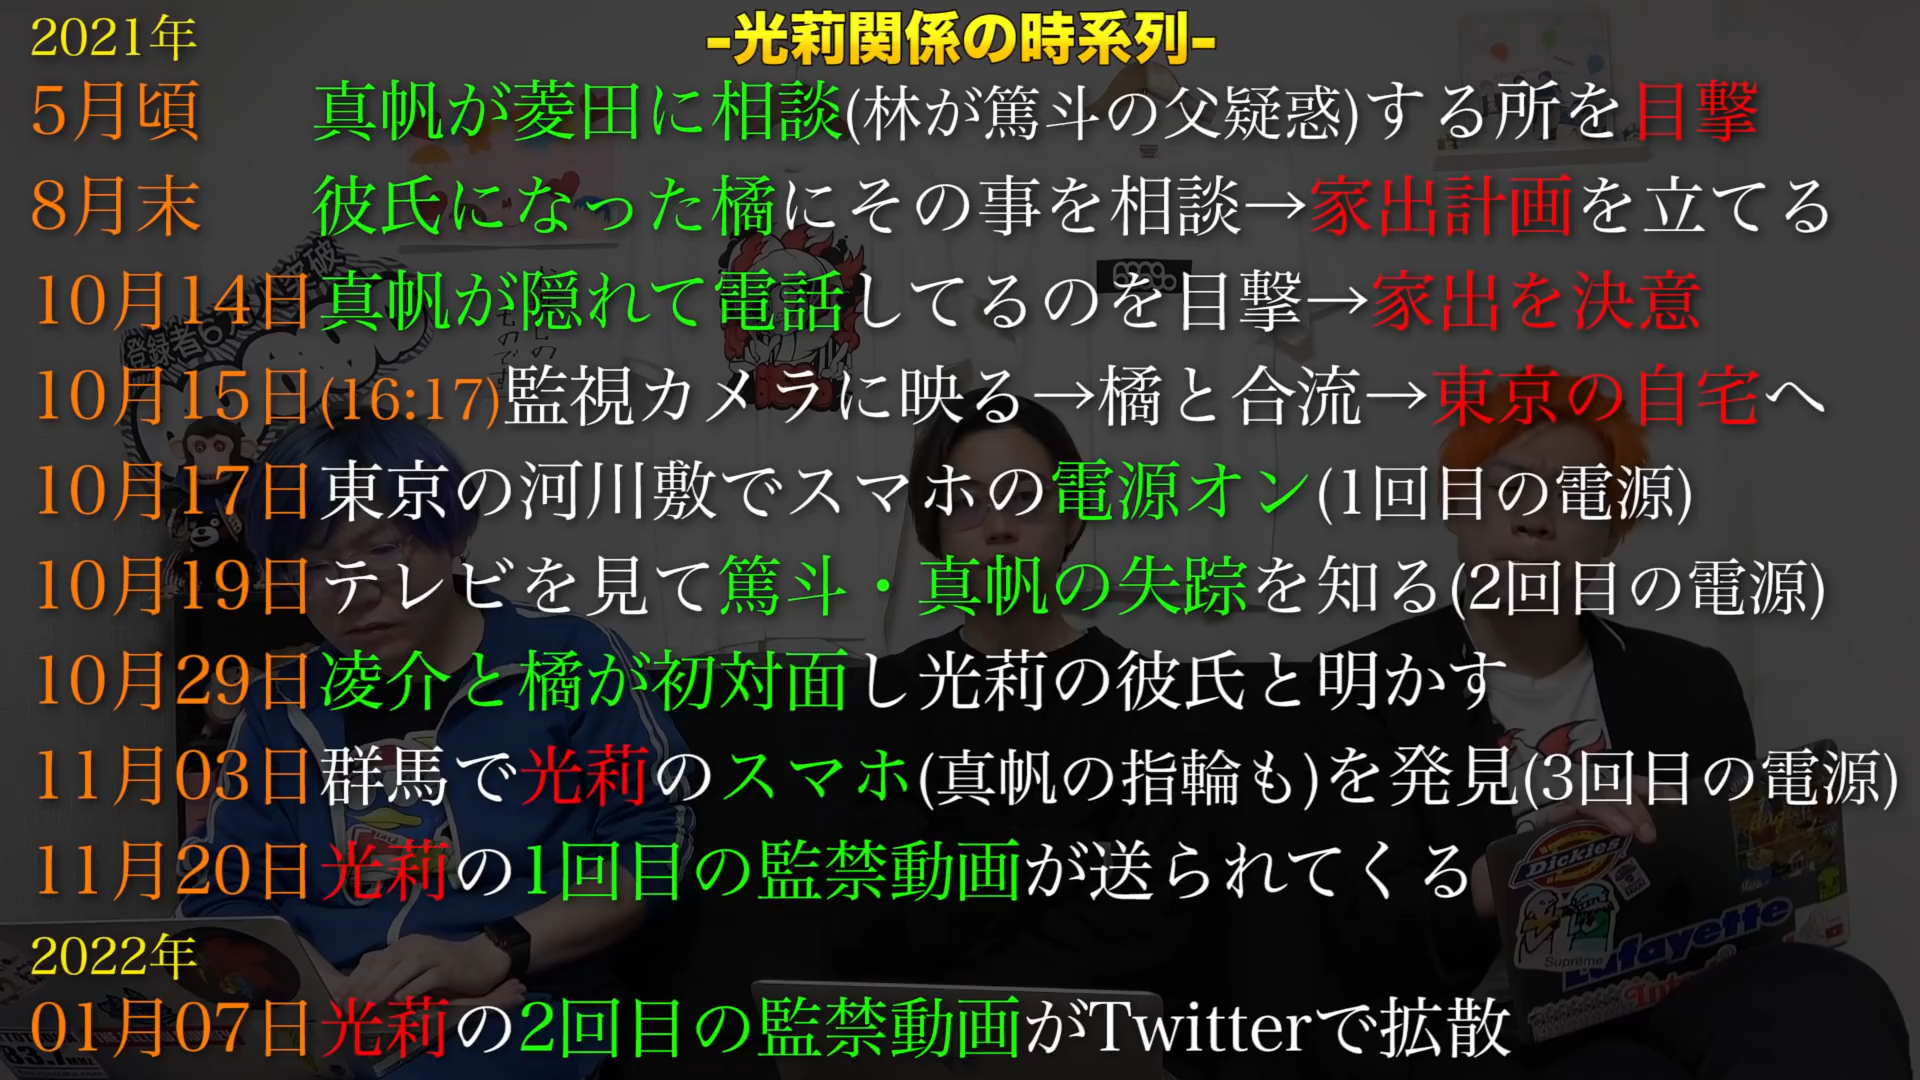 -光莉関係の時系列-
2021年
5月頃 真帆が菱田に相談(林が篤斗の父疑惑)する所を目撃
8月末 彼氏になった橘にその事を相談→家出計画を立てる
10月14日真帆が隠れて電話してるのを目撃→家出を決意
10月15日(16:17)監視カメラに映る→橘と合流→東京の自宅へ
10月17日東京の河川敷でスマホの電源オン(1回目の電源)
10月19日テレビを見て篤斗・真帆の失踪を知る(2回目の電源)
10月29日凌介と橘が初対面し光莉の彼氏と明かす
11月03日群馬で光莉のスマホ(真帆の指輪も)を発見(3回目の電源)
11月20日光莉の1回目の監禁動画が送られてくる
2022年
01月07日光莉の2回目の監禁動画がTwitterで拡散
Dickies
Supreme
Lafayette